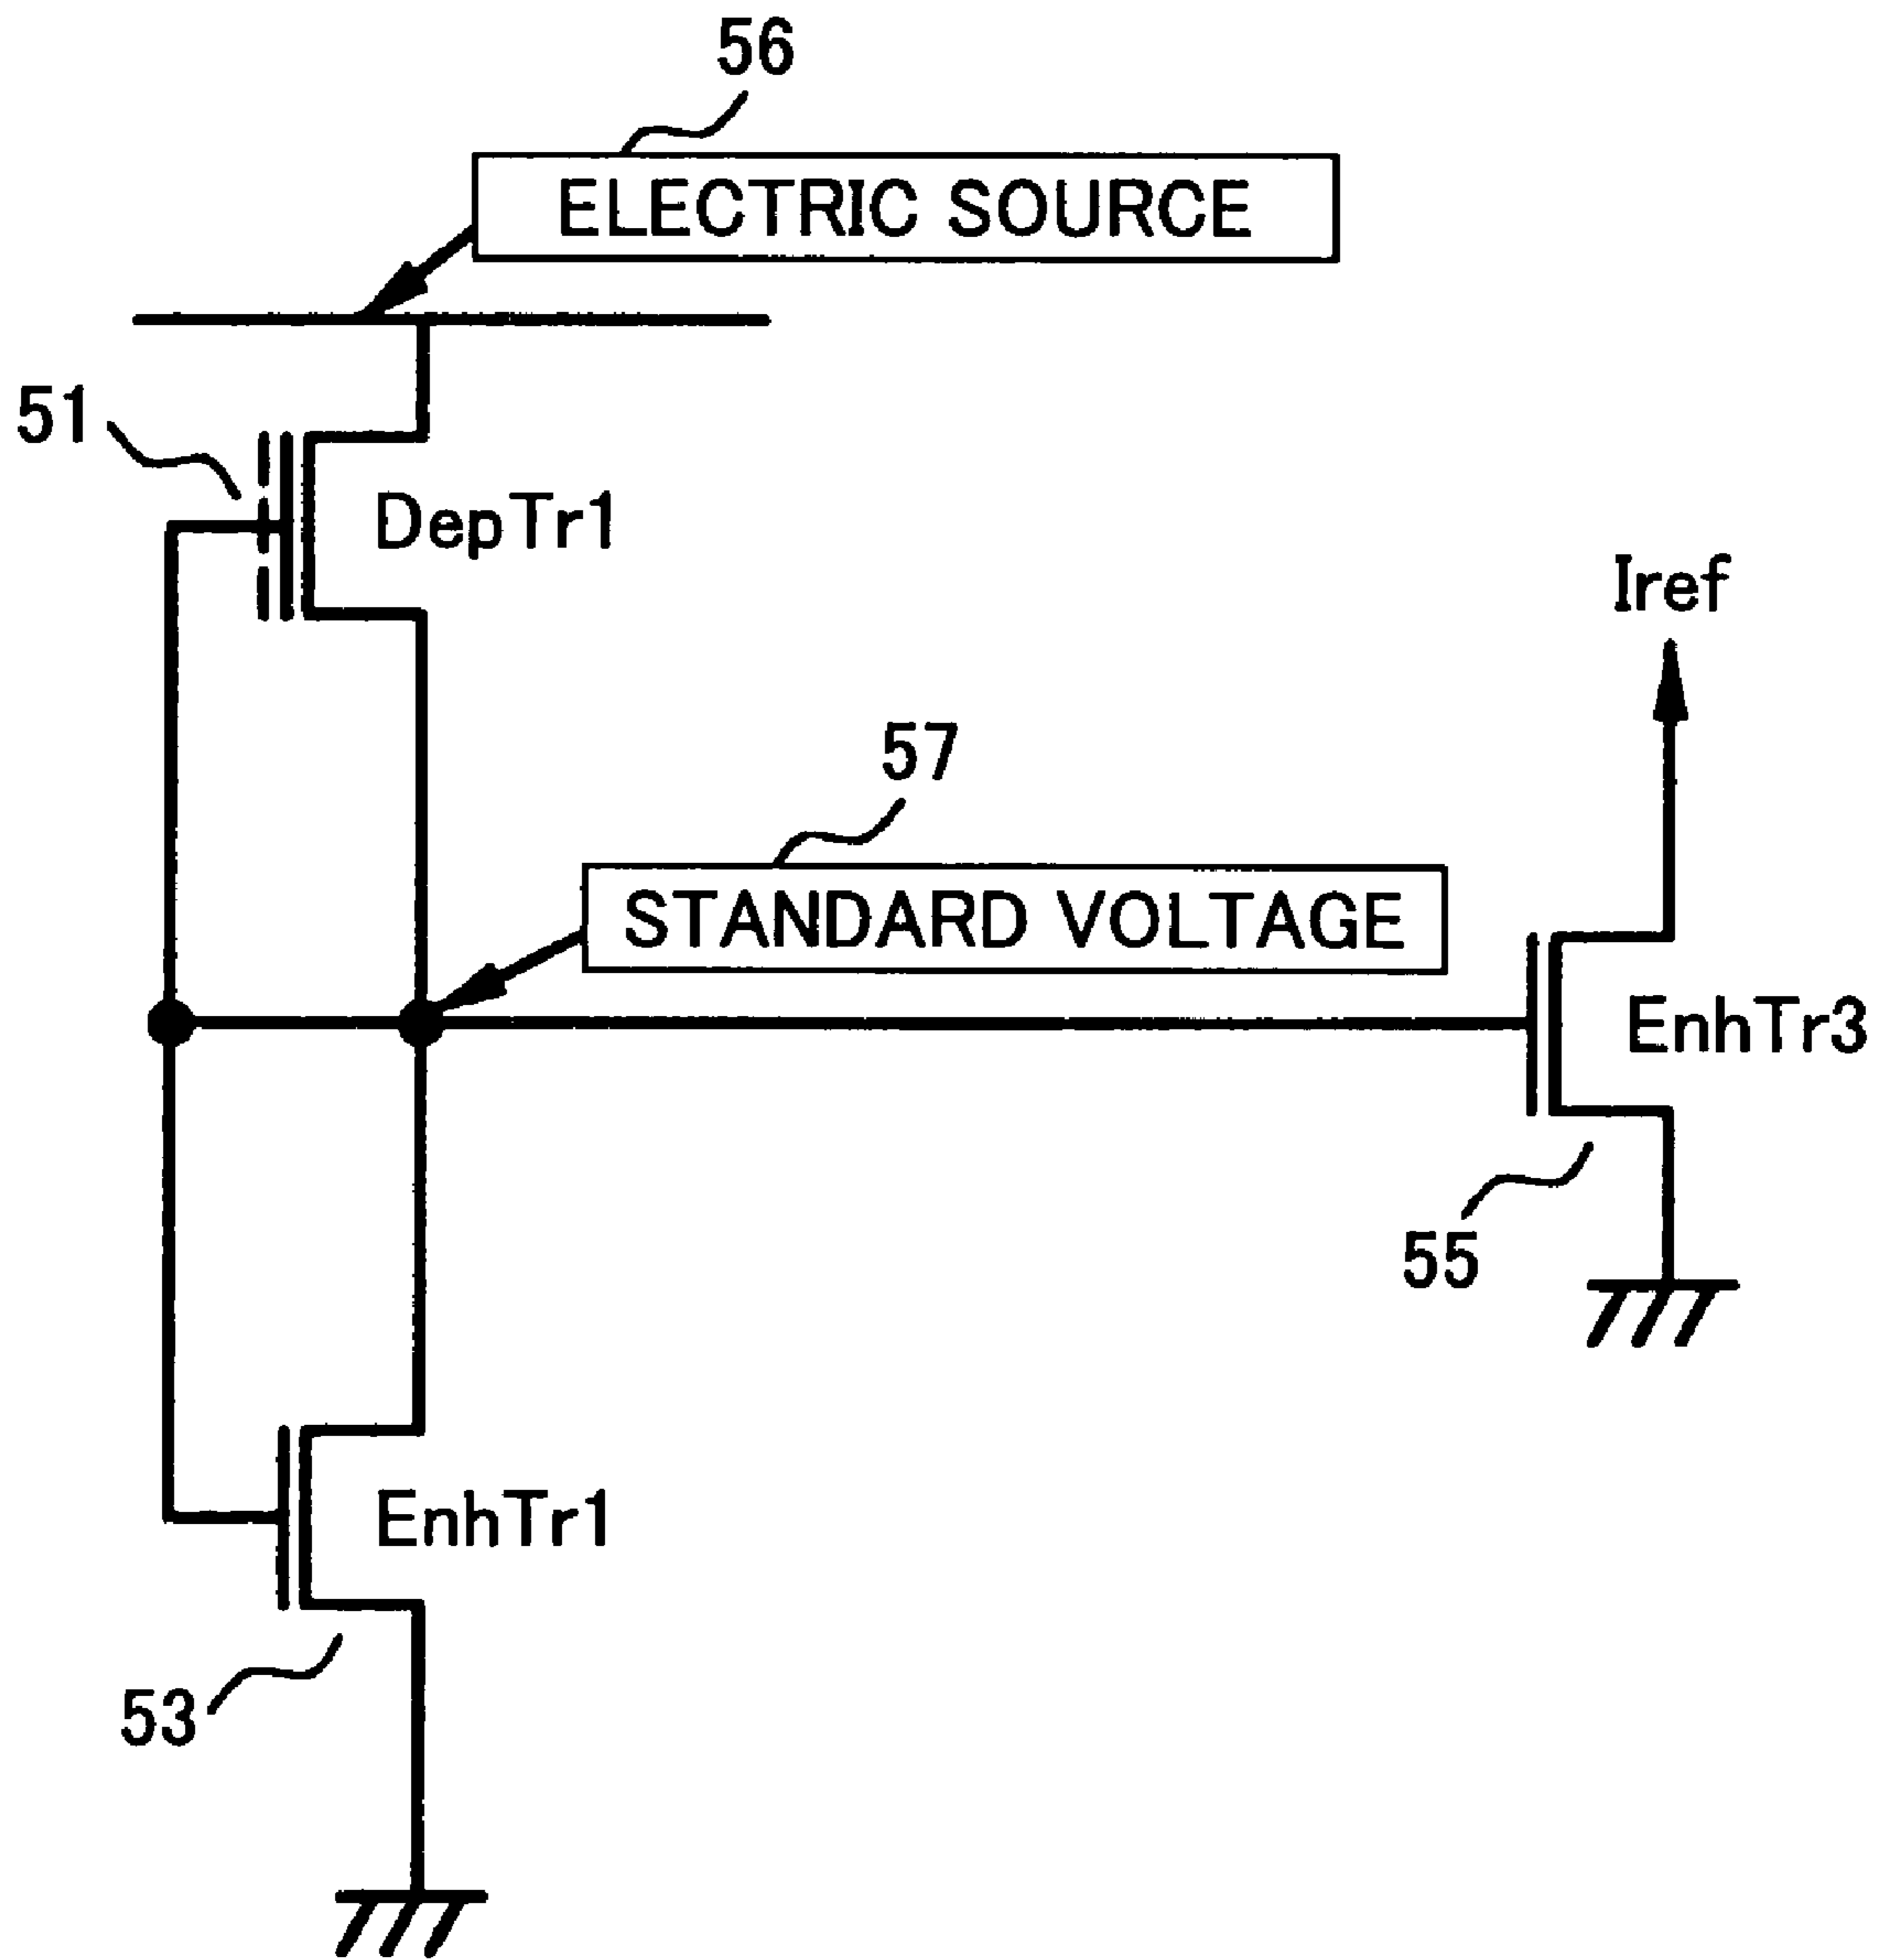 56
ELECTRIC SOURCE
51
DepTr1
Iref
57
STANDARD VOLTAGE
EnhTr3
55
EnhTr1
53